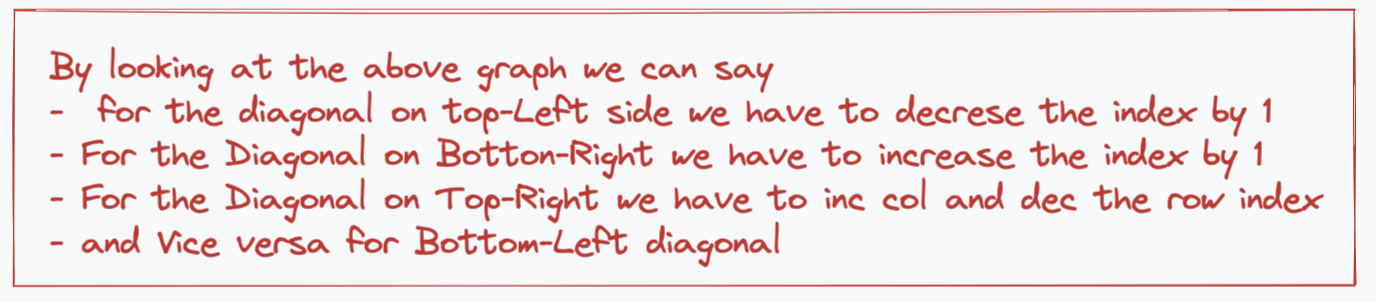 By looking at the above graph we can say
- for the diagonal on top-Left side we have to decrese the index by 1
- For the Diagonal on Botton-Right we have to increase the index by 1
- For the Diagonal on Top-Right we have to inc col and dec the row index
- and Vice versa for Bottom-Left diagonal